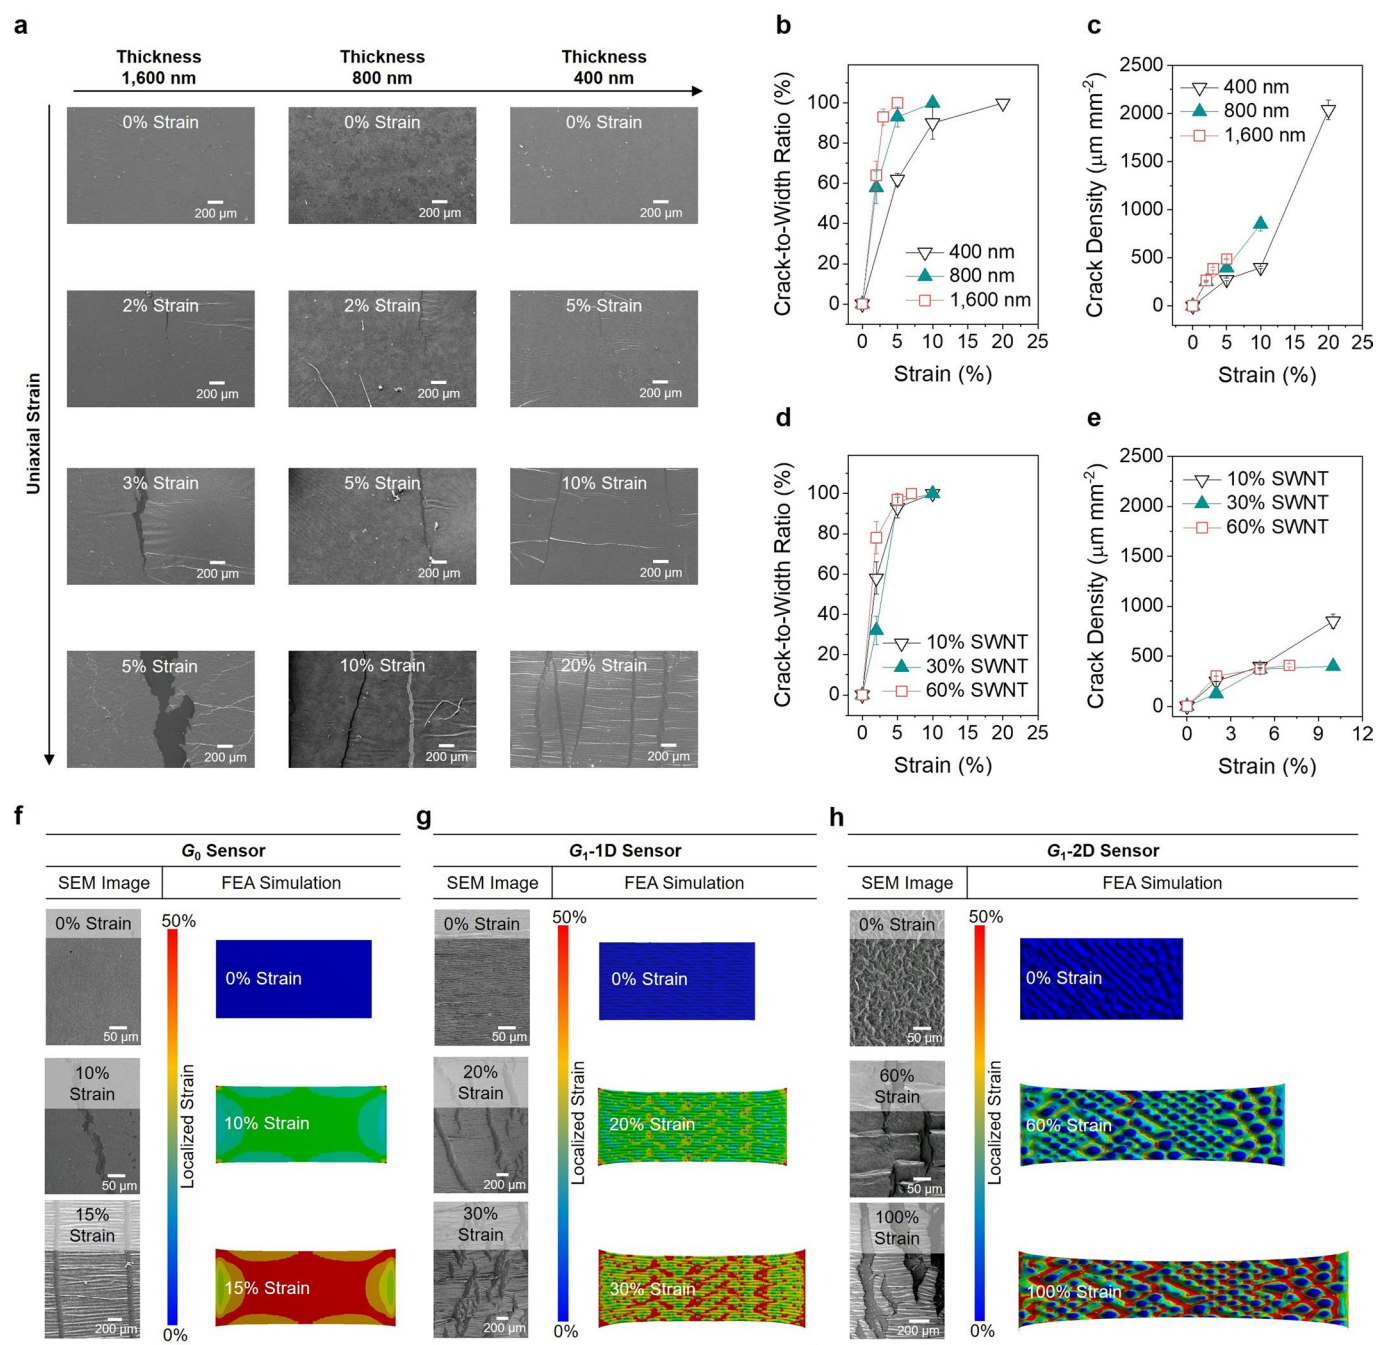 a
Thickness
1,600 nm
Thickness
800 nm
Thickness
400 nm
Uniaxial Strain
0% Strain
200 μm
0% Strain
200 μm
0% Strain
200 μm
2% Strain
200 μm
2% Strain
200 μm
5% Strain
200 μm
3% Strain
200 μm
5% Strain
200 μm
10% Strain
200 μm
5% Strain
200 μm
10% Strain
200 μm
20% Strain
200 μm
b
Crack-to-Width Ratio (%)
100
80
60
40
20
0
400 nm
800 nm
1,600 nm
0 5 10 15 20 25
Strain (%)
c
Crack Density (μm mm-2)
2500
2000
1500
1000
500
0
400 nm
800 nm
1,600 nm
0 5 10 15 20 25
Strain (%)
d
Crack-to-Width Ratio (%)
100
80
60
40
20
0
10% SWNT
30% SWNT
60% SWNT
0 5 10 15 20 25
Strain (%)
e
Crack Density (μm mm-2)
2500
2000
1500
1000
500
0
10% SWNT
30% SWNT
60% SWNT
0 3 6 9 12
Strain (%)
f
G0 Sensor
SEM Image FEA Simulation
0% Strain
50 μm
10%
Strain
50 μm
15%
Strain
200 μm
50%
Localized Strain
0%
0% Strain
10% Strain
15% Strain
g
G1-1D Sensor
SEM Image FEA Simulation
0% Strain
50 μm
20%
Strain
200
μm
30%
Strain
200 μm
50%
Localized Strain
0%
0% Strain
20% Strain
30% Strain
h
G1-2D Sensor
SEM Image FEA Simulation
0% Strain
50 μm
60%
Strain
50 μm
100%
Strain
200 μm
50%
Localized Strain
0%
0% Strain
60% Strain
100% Strain